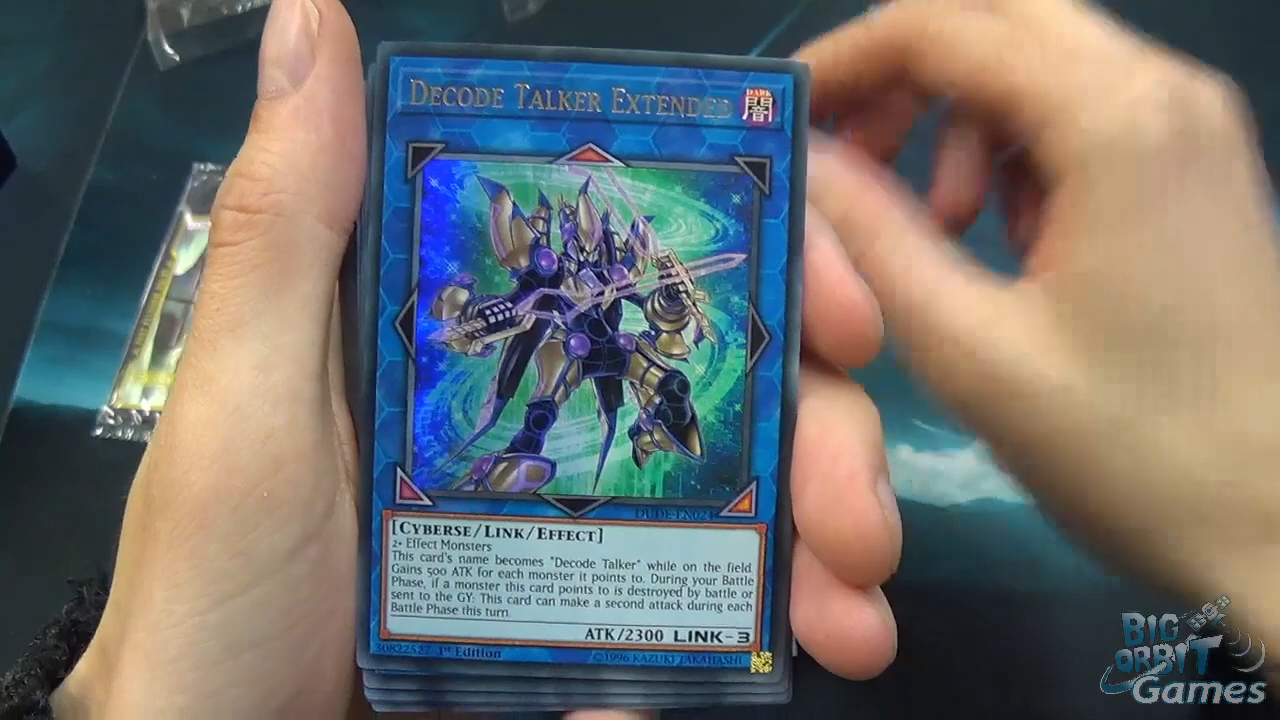 DECODE TALKER EXTENDED
DARK
闇
DUDE-EN024
[CYBERSE/LINK/EFFECT]
2+ Effect Monsters
This card's name becomes "Decode Talker" while on the field.
Gains 500 ATK for each monster it points to. During your Battle
Phase, if a monster this card points to is destroyed by battle or
sent to the GY: This card can make a second attack during each
Battle Phase this turn.
ATK/2300 LINK-3
30822527 1st Edition
©1996 KAZUKI TAKAHASHI
BIG
ORBIT
Games